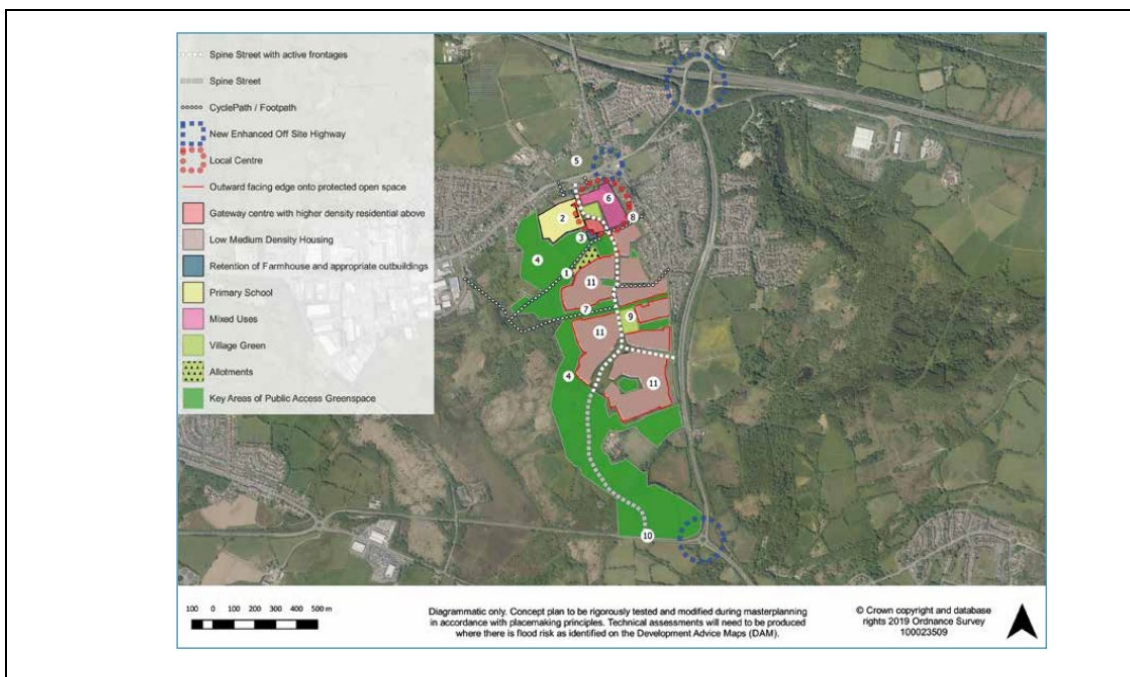 Spine Street with active frontages
Spine Street
CyclePath / Footpath
New Enhanced Off Site Highway
Local Centre
Outward facing edge onto protected open space
Gateway centre with higher density residential above
Low Medium Density Housing
Retention of Farmhouse and appropriate outbuildings
Primary School
Mixed Uses
Village Green
Allotments
Key Areas of Public Access Greenspace
5
6
2
8
3
4
1
11
7
9
11
4
11
10
100 0 100 200 300 400 500 m
Diagrammatic only. Concept plan to be rigorously tested and modified during masterplanning
in accordance with placemaking principles. Technical assessments will need to be produced
where there is flood risk as identified on the Development Advice Maps (DAM).
© Crown copyright and database
rights 2019 Ordnance Survey
100023509